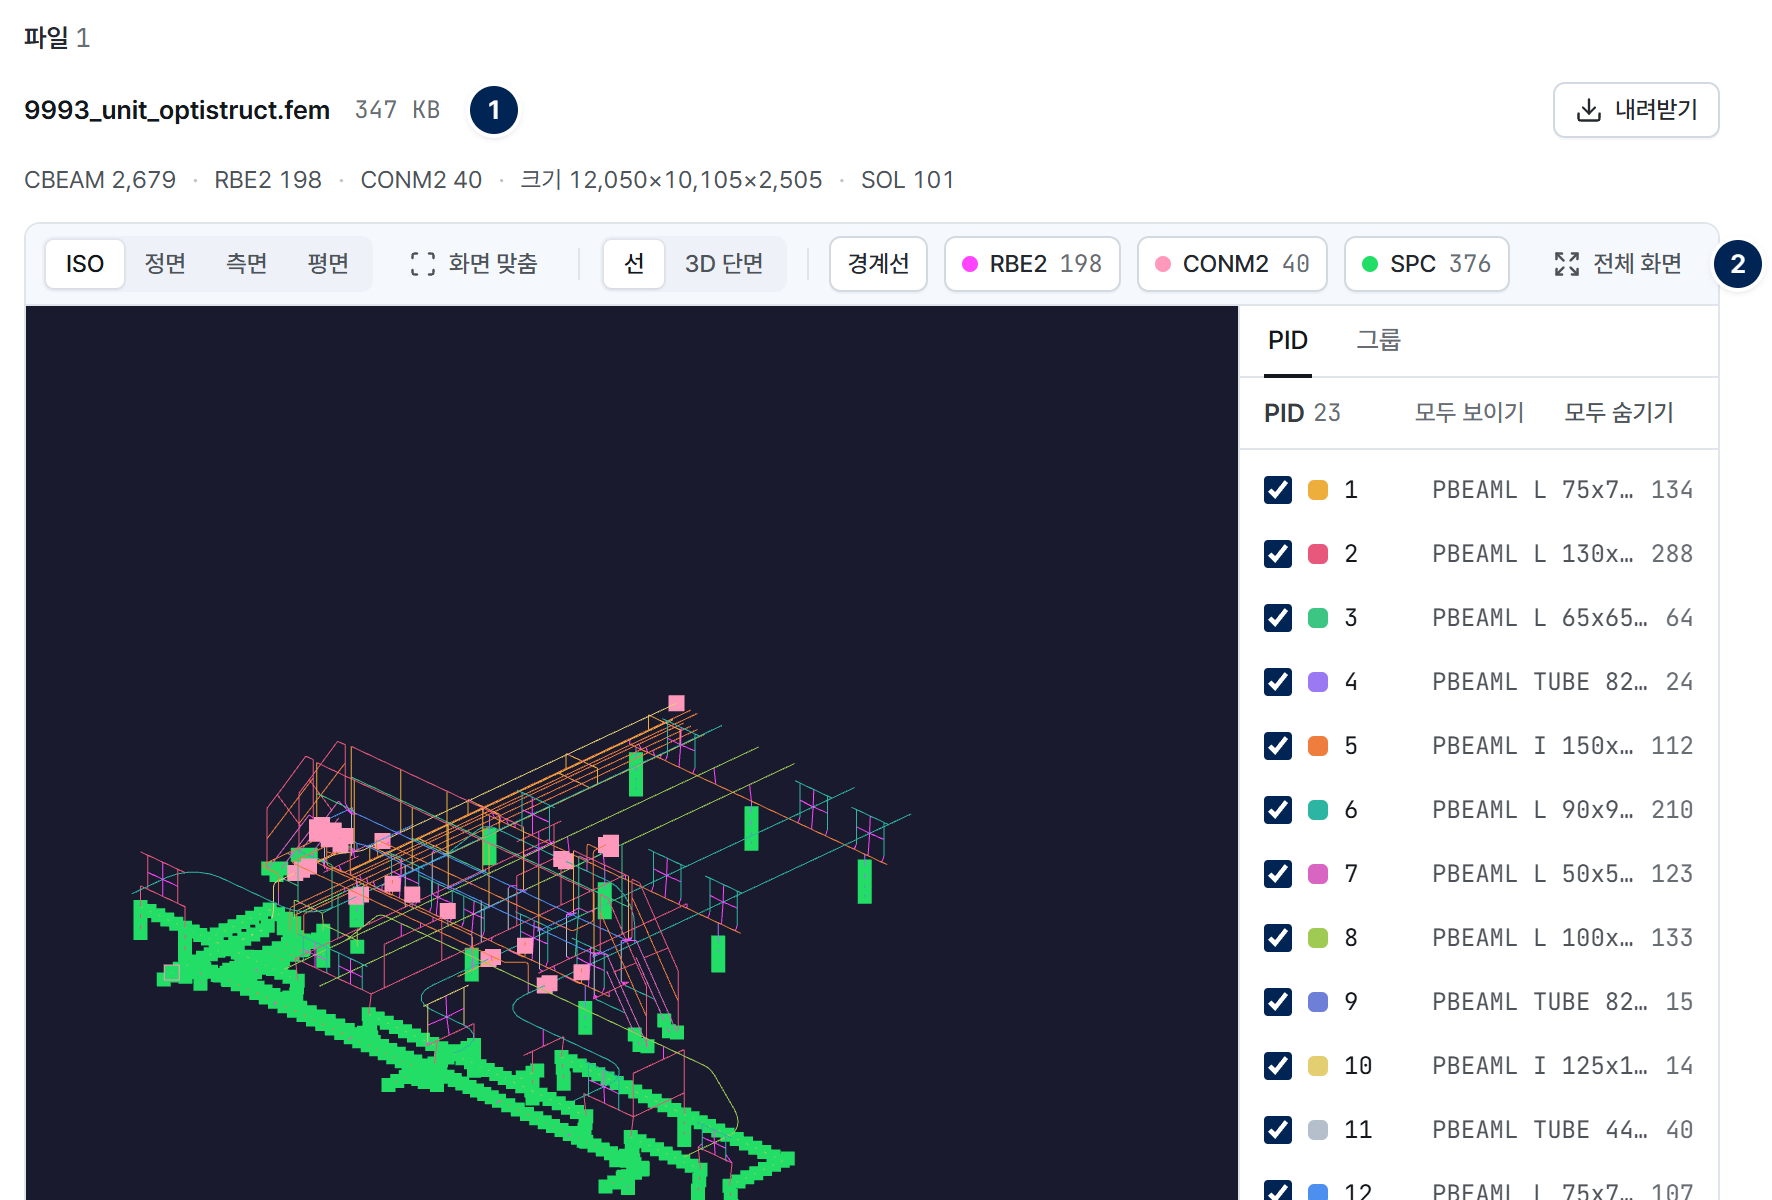 파일 1
9993_unit_optistruct.fem 347 KB 1
내려받기
CBEAM 2,679 · RBE2 198 · CONM2 40 · 크기 12,050×10,105×2,505 · SOL 101
ISO 정면 측면 평면 화면 맞춤 선 3D 단면 경계선 RBE2 198 CONM2 40 SPC 376 전체 화면 2
PID 그룹
PID 23 모두 보이기 모두 숨기기
1 PBEAML L 75x7… 134
2 PBEAML L 130x… 288
3 PBEAML L 65x65… 64
4 PBEAML TUBE 82… 24
5 PBEAML I 150x… 112
6 PBEAML L 90x9… 210
7 PBEAML L 50x5… 123
8 PBEAML L 100x… 133
9 PBEAML TUBE 82… 15
10 PBEAML I 125x1… 14
11 PBEAML TUBE 44… 40
12 PBEAML L 75x7… 107